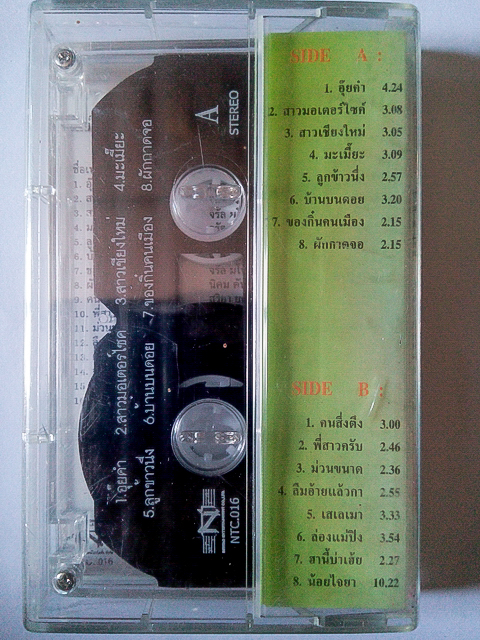 SIDE A :
1. อุ๊ยคำ 4.24
2. สาวมอเตอร์ไซค์ 3.08
3. สาวเชียงใหม่ 3.05
4. มะเมี๊ยะ 3.09
5. ลูกข้าวนึ่ง 2.57
6. บ้านบนดอย 3.20
7. ของกิ๋นคนเมือง 2.15
8. ผักกาดจอ 2.15
SIDE B :
1. คนสึ่งตึง 3.00
2. พี่สาวครับ 2.46
3. ม่วนขนาด 2.36
4. ลืมอ้ายแล้วกา 2.55
5. เสเลเมา 3.33
6. ล่องแม่ปิง 3.54
7. ฮานี้บ่าเฮ้ย 2.27
8. น้อยไจยา 10.22
A
STEREO
1.อุ๊ยคำ 2.สาวมอเตอร์ไซค์ 3.สาวเชียงใหม่ 4.มะเมี๊ยะ
5.ลูกข้าวนึ่ง 6.บ้านบนดอย 7.ของกิ๋นคนเมือง 8.ผักกาดจอ
NTC.016